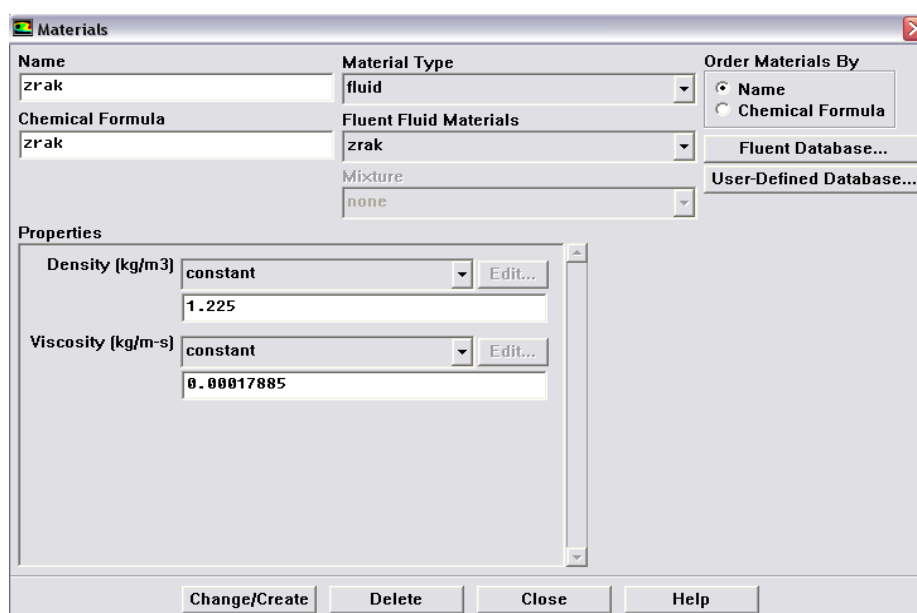 Materials
Name
zrak
Chemical Formula
zrak
Material Type
fluid
Fluent Fluid Materials
zrak
Mixture
none
Order Materials By
Name
Chemical Formula
Fluent Database...
User-Defined Database...
Properties
Density (kg/m3) constant Edit...
1.225
Viscosity (kg/m-s) constant Edit...
0.00017885
Change/Create Delete Close Help